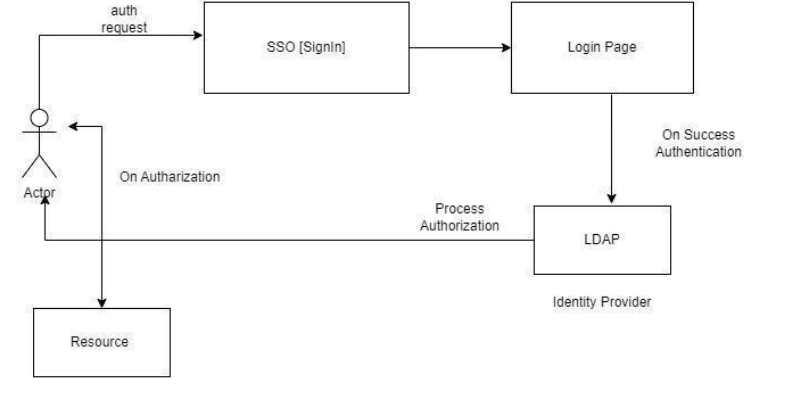 auth
request
SSO [SignIn]
Login Page
On Success
Authentication
Actor
On Autharization
Process
Authorization
LDAP
Identity Provider
Resource